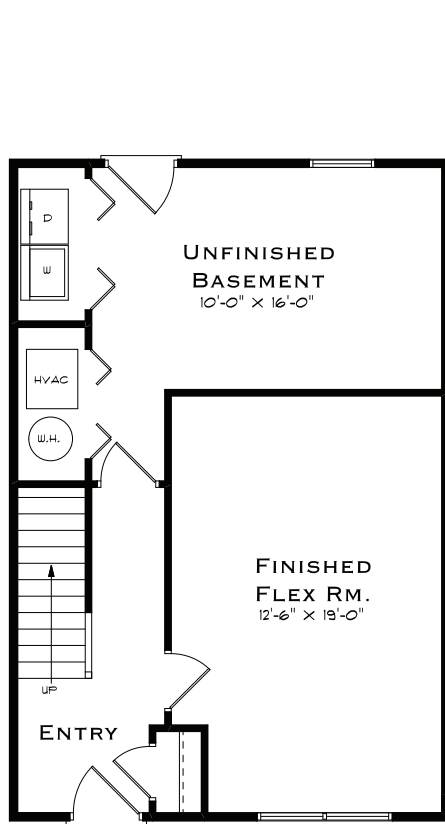 D
W
UNFINISHED
BASEMENT
10'-0" X 16'-0"
HVAC
W.H.
FINISHED
FLEX RM.
12'-6" X 19'-0"
UP
ENTRY